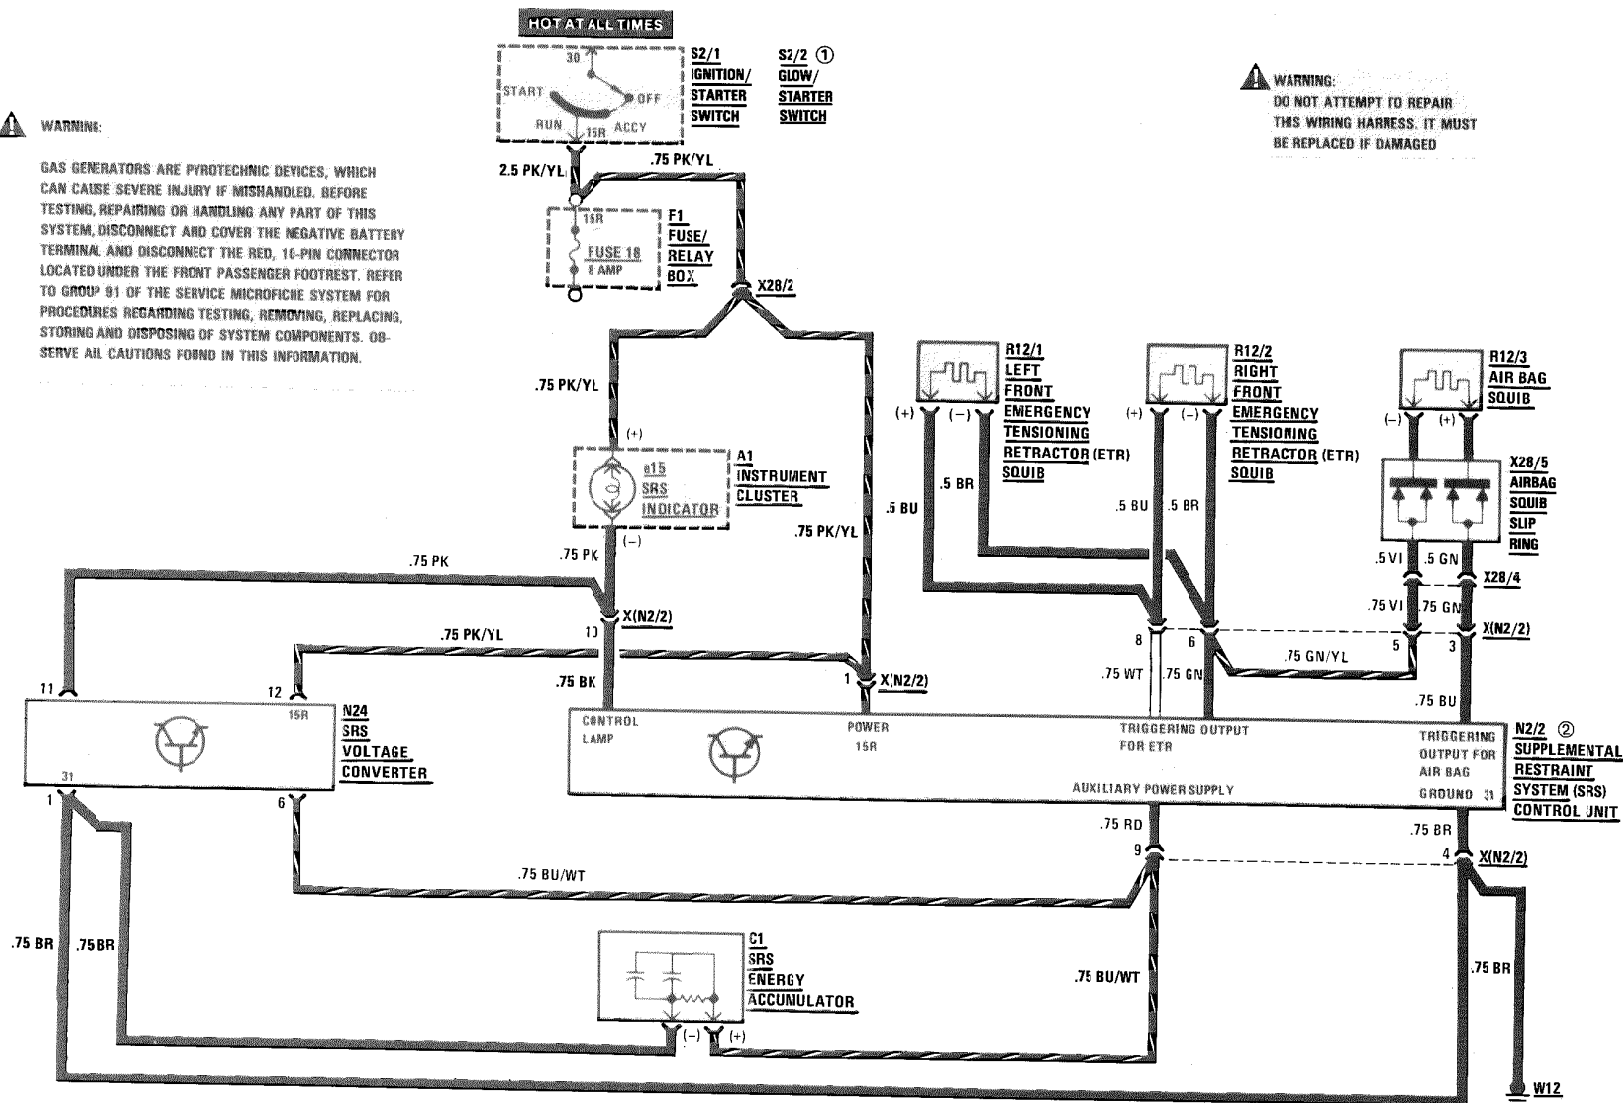 HOT AT ALL TIMES
30
START
OFF
RUN
15R
ACCY
S2/1
IGNITION/
STARTER
SWITCH
S2/2 ①
GLOW/
STARTER
SWITCH
WARNING:
DO NOT ATTEMPT TO REPAIR
THIS WIRING HARNESS. IT MUST
BE REPLACED IF DAMAGED
WARNING:
GAS GENERATORS ARE PYROTECHNIC DEVICES, WHICH
CAN CAUSE SEVERE INJURY IF MISHANDLED. BEFORE
TESTING, REPAIRING OR HANDLING ANY PART OF THIS
SYSTEM, DISCONNECT AND COVER THE NEGATIVE BATTERY
TERMINAL AND DISCONNECT THE RED, 10-PIN CONNECTOR
LOCATED UNDER THE FRONT PASSENGER FOOTREST. REFER
TO GROUP 91 OF THE SERVICE MICROFICHE SYSTEM FOR
PROCEDURES REGARDING TESTING, REMOVING, REPLACING,
STORING AND DISPOSING OF SYSTEM COMPONENTS. OB-
SERVE ALL CAUTIONS FOUND IN THIS INFORMATION.
2.5 PK/YL
.75 PK/YL
15R
FUSE 18
8 AMP
F1
FUSE/
RELAY
BOX
X28/2
.75 PK/YL
(+)
e15
SRS
INDICATOR
A1
INSTRUMENT
CLUSTER
(-)
.75 PK/YL
.75 PK
.75 PK
X(N2/2)
10
.75 PK/YL
.75 BK
1
X(N2/2)
R12/1
LEFT
FRONT
EMERGENCY
TENSIONING
RETRACTOR (ETR)
SQUIB
(+)
(-)
.5 BU
.5 BR
R12/2
RIGHT
FRONT
EMERGENCY
TENSIONING
RETRACTOR (ETR)
SQUIB
(+)
(-)
.5 BU
.5 BR
R12/3
AIR BAG
SQUIB
(-)
(+)
X28/5
AIRBAG
SQUIB
SLIP
RING
.5 VI
.5 GN
X28/4
.75 VI
.75 GN
X(N2/2)
8
6
5
3
.75 GN/YL
.75 WT
.75 GN
.75 BU
11
12
15R
31
N24
SRS
VOLTAGE
CONVERTER
1
6
CONTROL
LAMP
POWER
15R
TRIGGERING OUTPUT
FOR ETR
TRIGGERING
OUTPUT FOR
AIR BAG
AUXILIARY POWER SUPPLY
GROUND 31
N2/2 ②
SUPPLEMENTAL
RESTRAINT
SYSTEM (SRS)
CONTROL UNIT
.75 RD
9
.75 BR
4
X(N2/2)
.75 BU/WT
.75 BR
.75 BR
C1
SRS
ENERGY
ACCUMULATOR
(-)
(+)
.75 BU/WT
.75 BR
W12